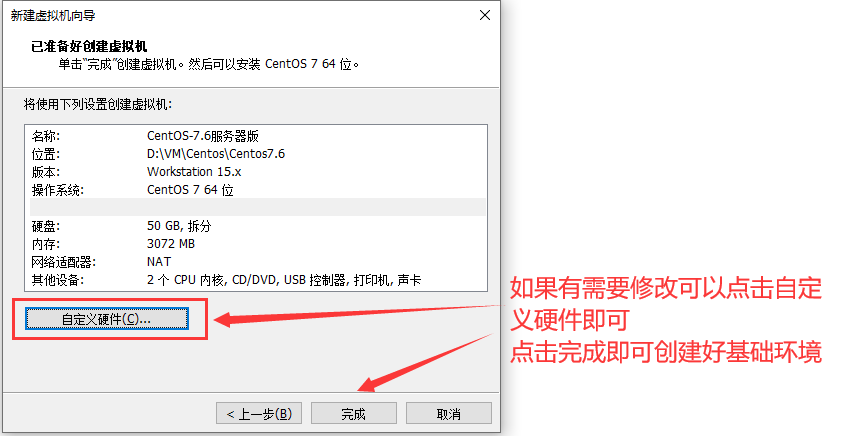 新建虚拟机向导
已准备好创建虚拟机
单击“完成”创建虚拟机。然后可以安装 CentOS 7 64 位。
将使用下列设置创建虚拟机:
名称: CentOS-7.6服务器版
位置: D:\VM\Centos\Centos7.6
版本: Workstation 15.x
操作系统: CentOS 7 64 位
硬盘: 50 GB, 拆分
内存: 3072 MB
网络适配器: NAT
其他设备: 2 个 CPU 内核, CD/DVD, USB 控制器, 打印机, 声卡
自定义硬件(C)...
如果有需要修改可以点击自定
义硬件即可
点击完成即可创建好基础环境
< 上一步(B) 完成 取消